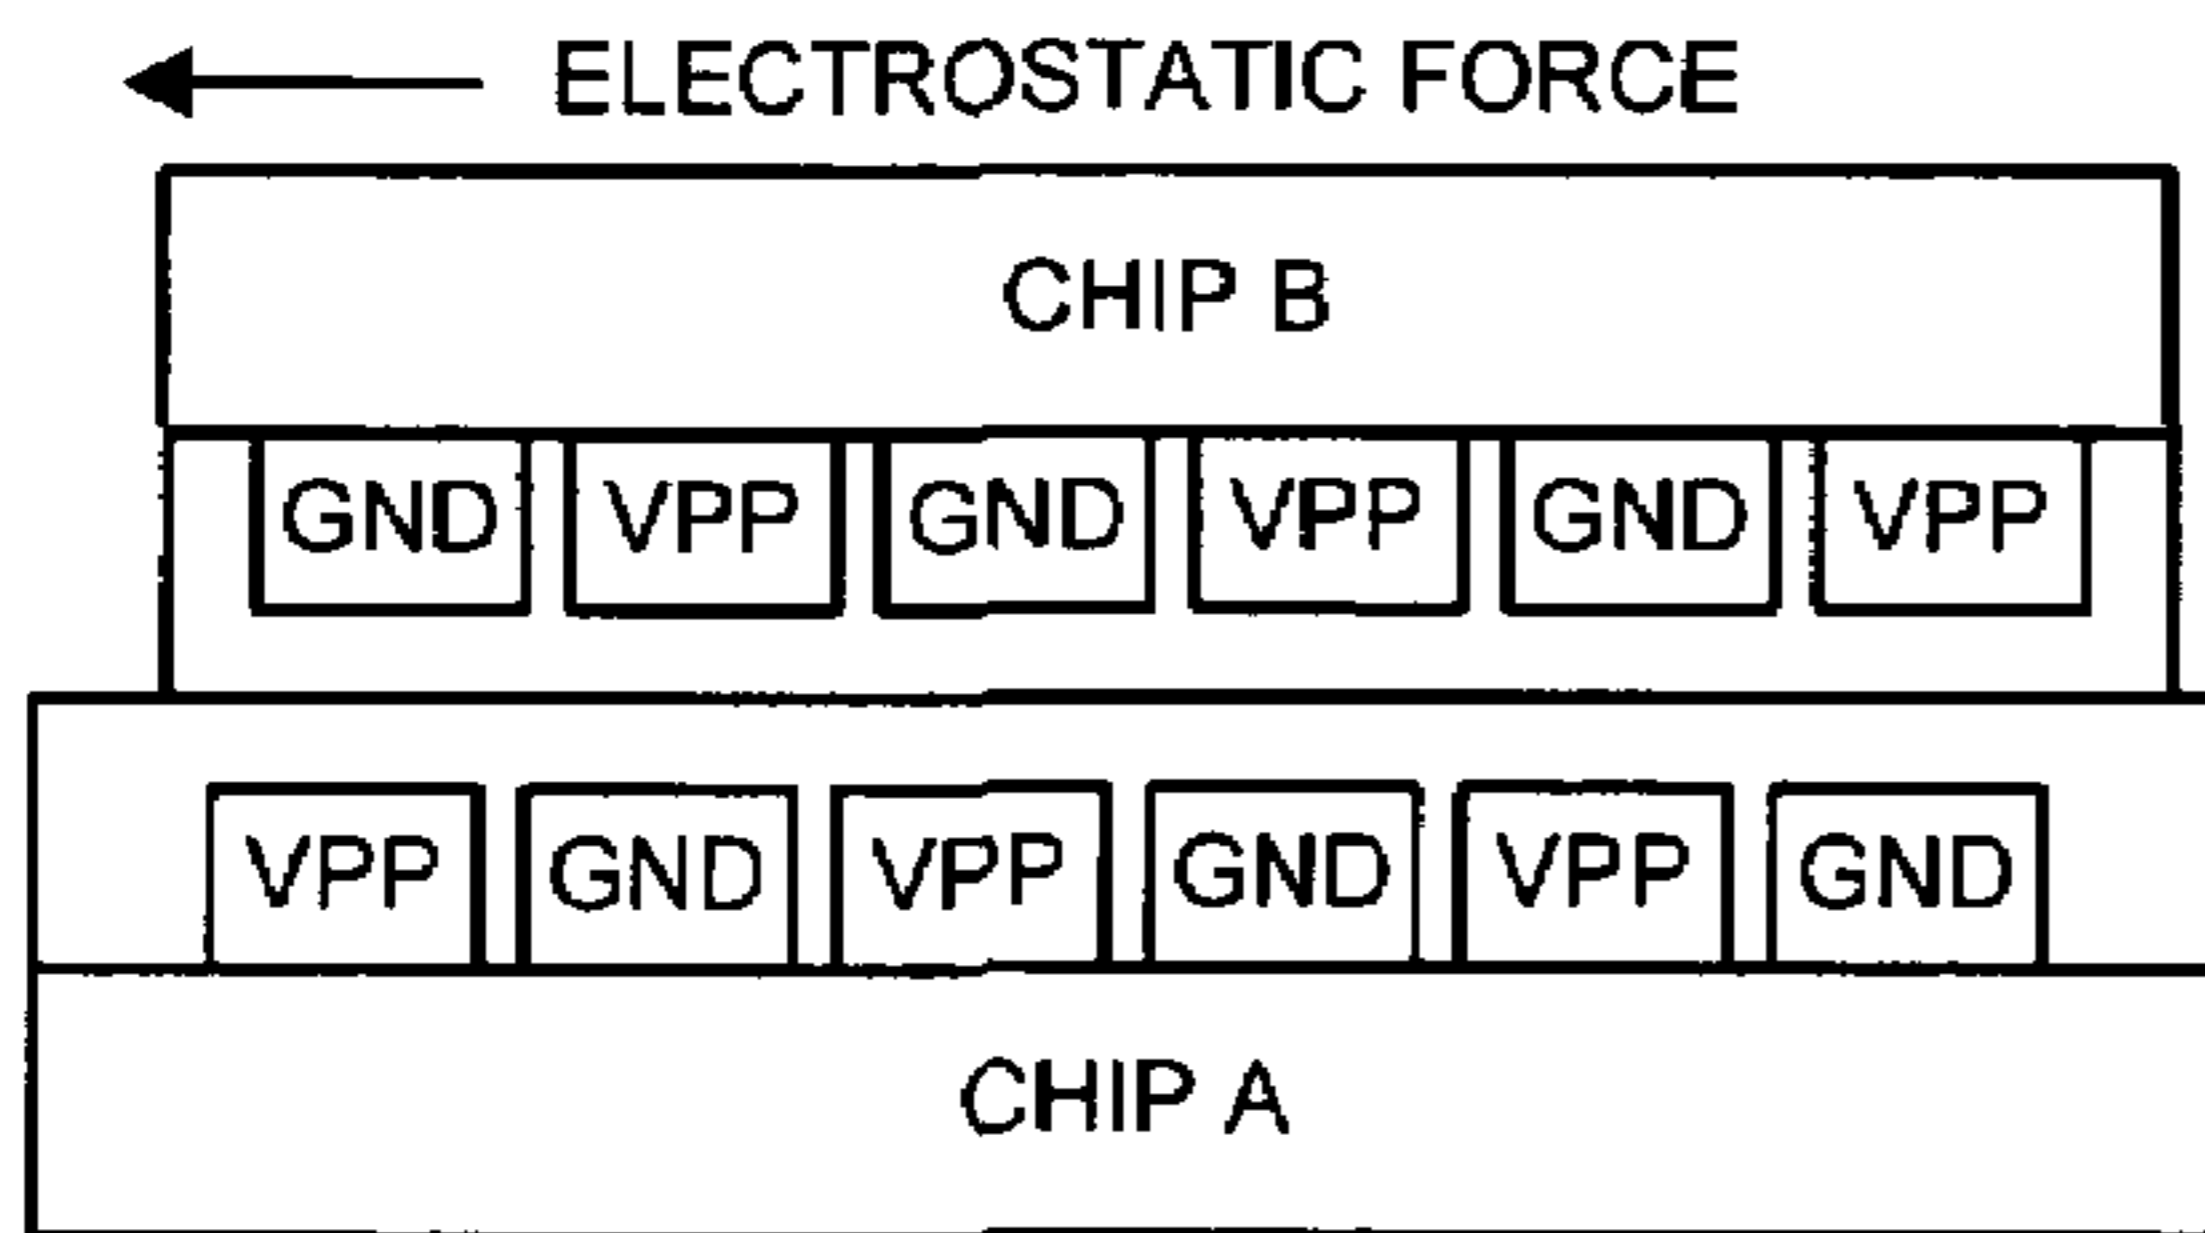 ELECTROSTATIC FORCE
CHIP B
GND VPP GND VPP GND VPP
VPP GND VPP GND VPP GND
CHIP A